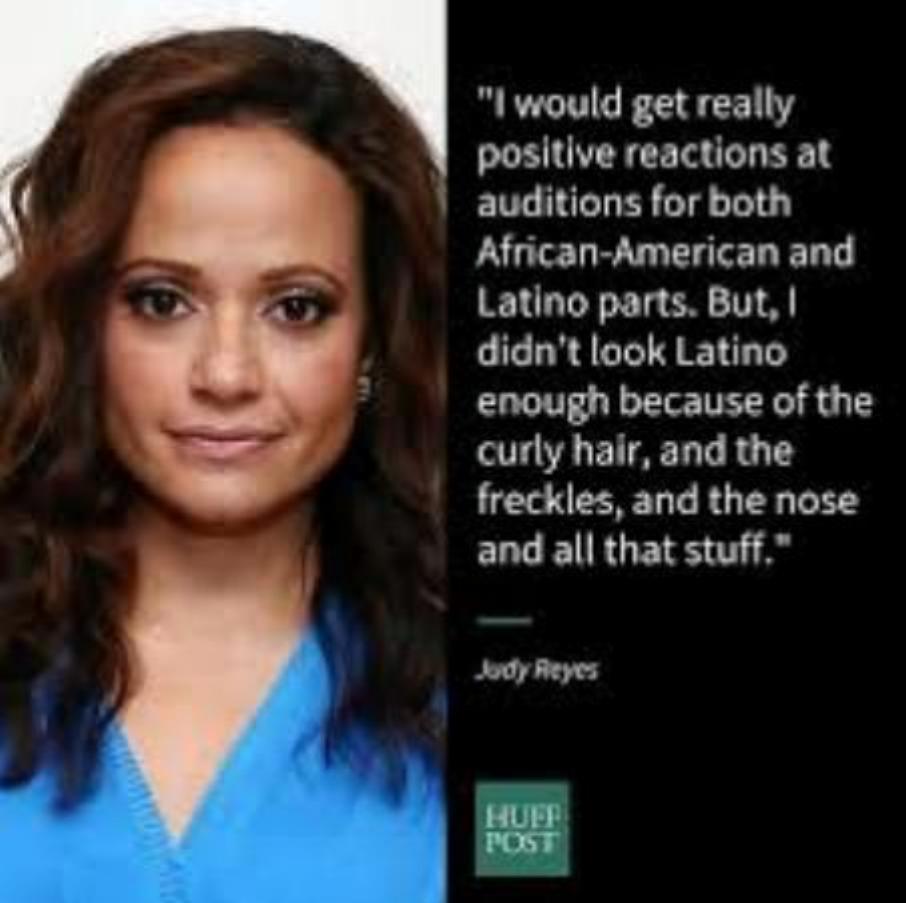 "I would get really
positive reactions at
auditions for both
African-American and
Latino parts. But, I
didn't look Latino
enough because of the
curly hair, and the
freckles, and the nose
and all that stuff."
Judy Reyes
HUFF
POST